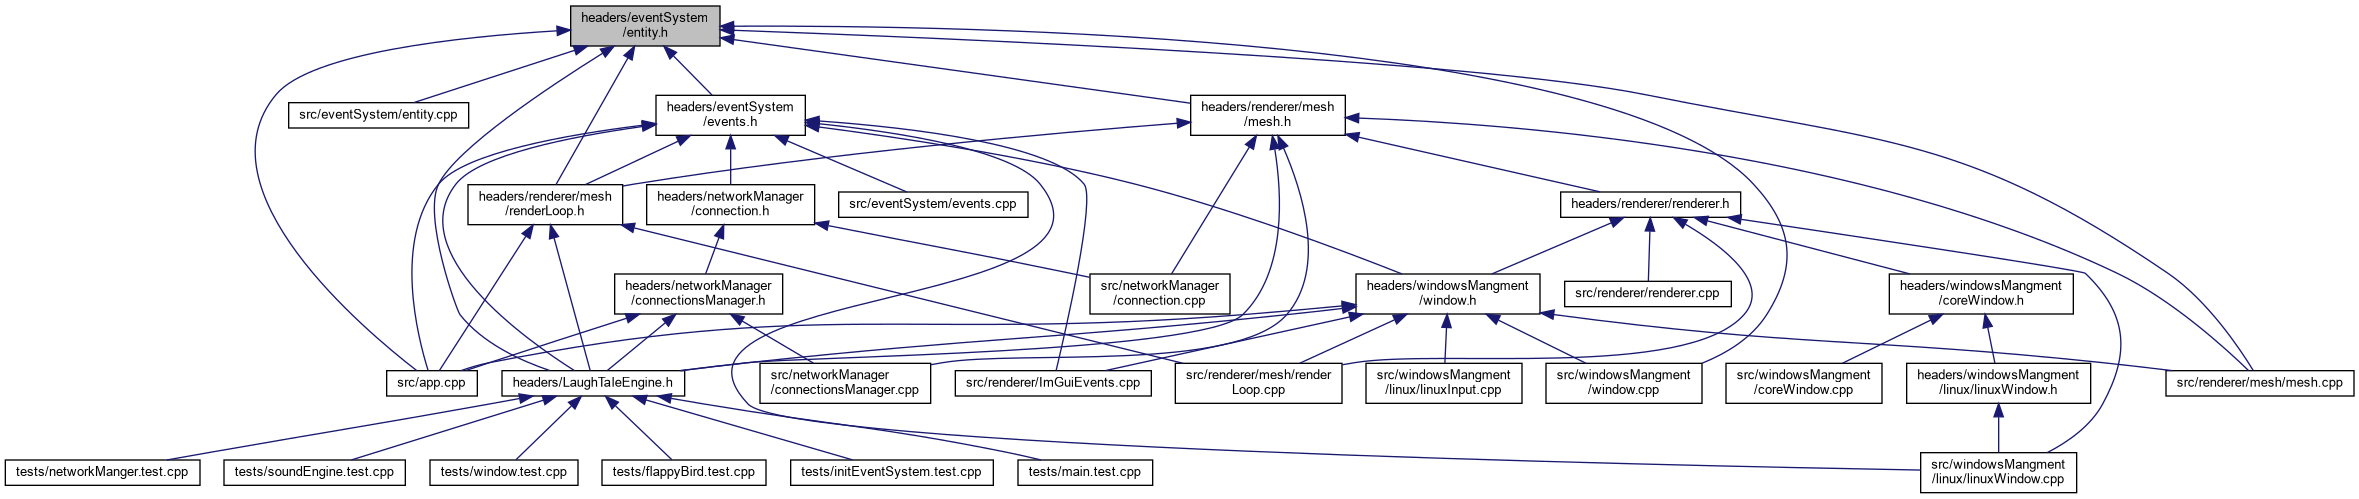 headers/eventSystem
/entity.h
src/eventSystem/entity.cpp
headers/eventSystem
/events.h
headers/renderer/mesh
/mesh.h
headers/renderer/mesh
/renderLoop.h
headers/networkManager
/connection.h
src/eventSystem/events.cpp
headers/renderer/renderer.h
headers/networkManager
/connectionsManager.h
src/networkManager
/connection.cpp
headers/windowsMangment
/window.h
src/renderer/renderer.cpp
headers/windowsMangment
/coreWindow.h
src/app.cpp
headers/LaughTaleEngine.h
src/networkManager
/connectionsManager.cpp
src/renderer/ImGuiEvents.cpp
src/renderer/mesh/render
Loop.cpp
src/windowsMangment
/linux/linuxInput.cpp
src/windowsMangment
/window.cpp
src/windowsMangment
/coreWindow.cpp
headers/windowsMangment
/linux/linuxWindow.h
src/renderer/mesh/mesh.cpp
tests/networkManger.test.cpp
tests/soundEngine.test.cpp
tests/window.test.cpp
tests/flappyBird.test.cpp
tests/initEventSystem.test.cpp
tests/main.test.cpp
src/windowsMangment
/linux/linuxWindow.cpp